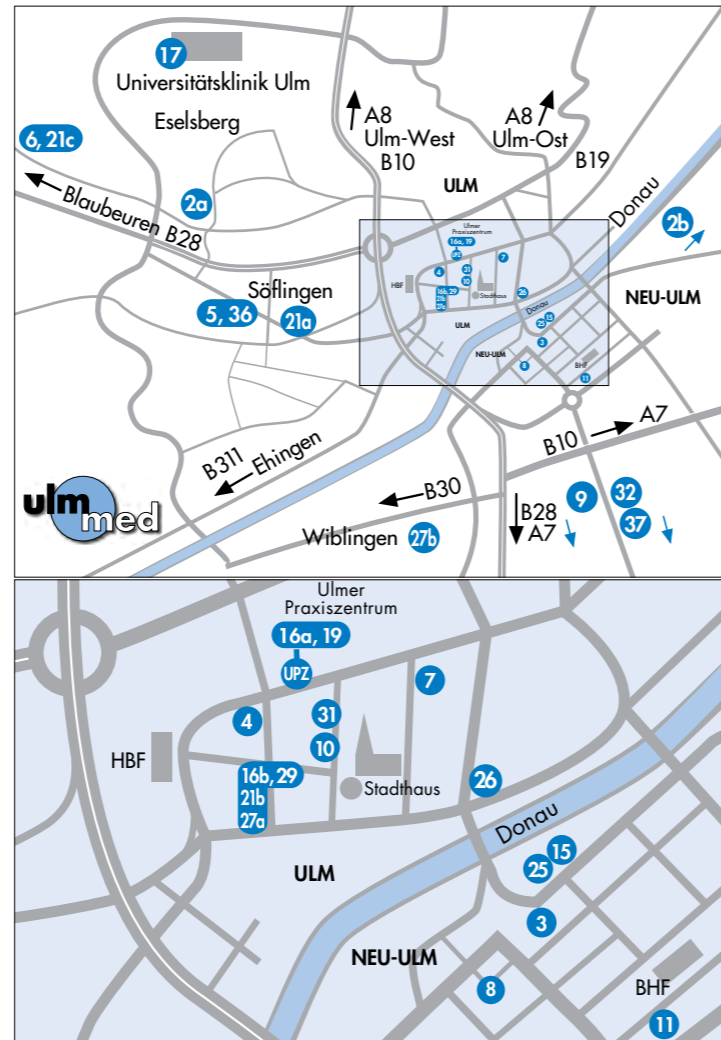 17
Universitätsklinik Ulm
Eselsberg
6, 21c
A8
Ulm-West
B10
A8
Ulm-Ost
B19
2a
Blaubeuren B28
ULM
Donau
2b
Ulmer
Praxiszentrum
16a, 19
UPZ
7
4
31
10
HBF
Stadthaus
16b, 29
21b
27a
26
Donau
ULM
NEU-ULM
Söflingen
5, 36
21a
15
25
3
NEU-ULM
8
BHF
11
B311
Ehingen
B10
A7
B30
B28
A7
9
32
37
ulm
med
Wiblingen
27b
Ulmer
Praxiszentrum
16a, 19
UPZ
7
4
31
10
HBF
Stadthaus
16b, 29
21b
27a
26
Donau
15
25
ULM
3
NEU-ULM
8
BHF
11